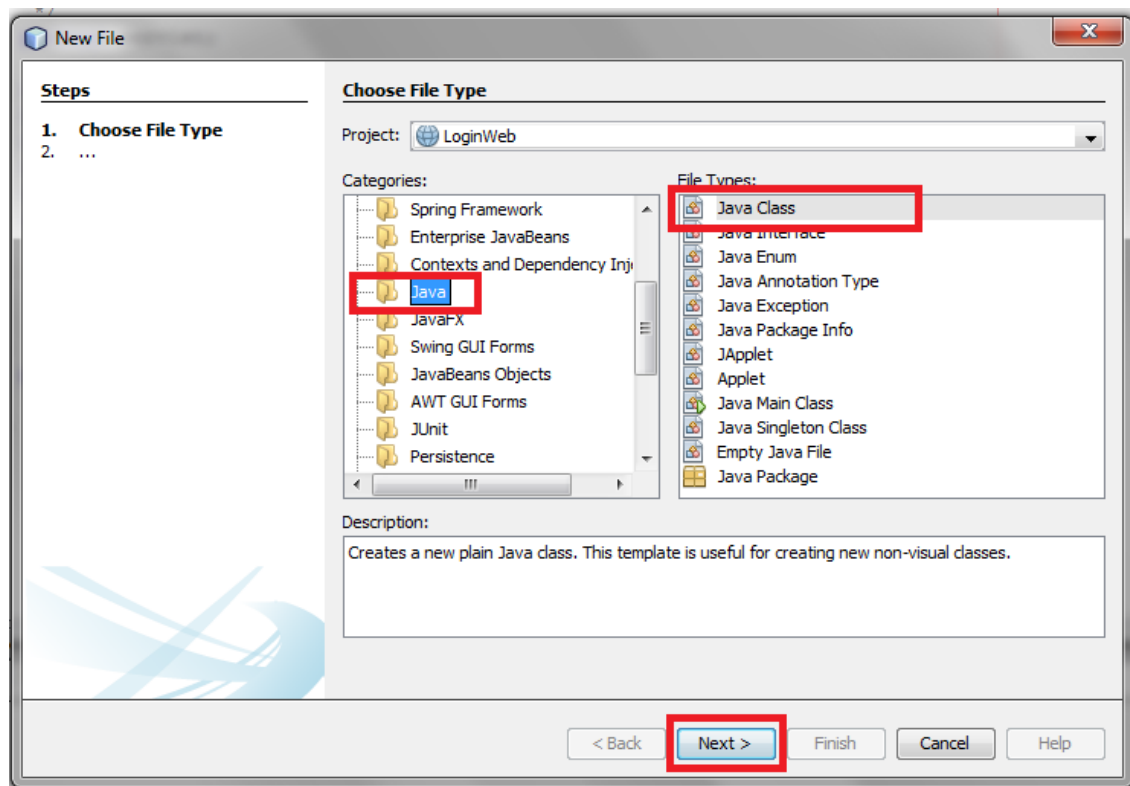 */
New File
Steps
1. Choose File Type
2. ...
Choose File Type
Project: LoginWeb
Categories:
Spring Framework
Enterprise JavaBeans
Contexts and Dependency Inj
Java
JavaFX
Swing GUI Forms
JavaBeans Objects
AWT GUI Forms
JUnit
Persistence
File Types:
Java Class
Java Interface
Java Enum
Java Annotation Type
Java Exception
Java Package Info
JApplet
Applet
Java Main Class
Java Singleton Class
Empty Java File
Java Package
Description:
Creates a new plain Java class. This template is useful for creating new non-visual classes.
< Back Next > Finish Cancel Help